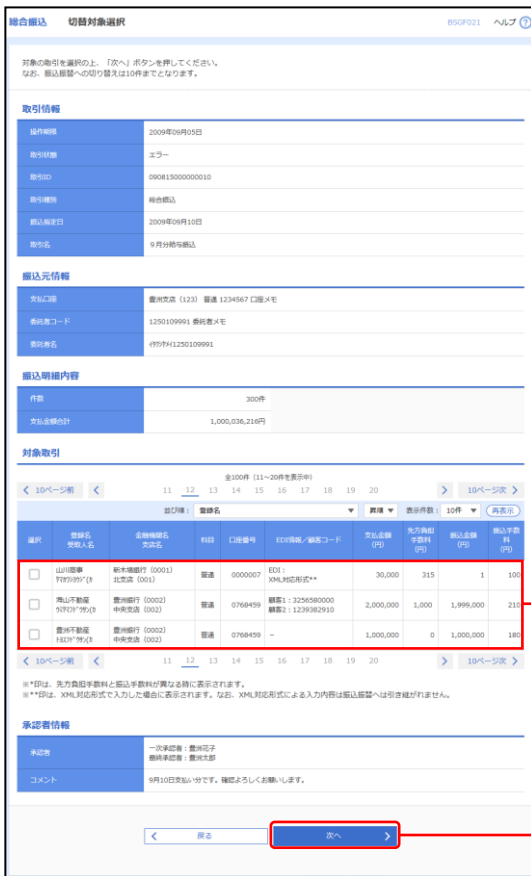 総合振込 切替対象選択 BSGF021 ヘルプ ?
対象の取引を選択の上、「次へ」ボタンを押してください。
なお、振込振替への切り替えは10件までとなります。
取引情報
操作期限 2009年09月05日
取引状態 エラー
取引ID 090815000000010
取引種別 総合振込
振込指定日 2009年09月10日
取引名 9月分給与振込
振込元情報
支払口座 豊洲支店（123） 普通 1234567 口座メモ
委託者コード 1250109991 委託者メモ
委託者名 ｲﾀｸｼﾔﾒｲ1250109991
振込明細内容
件数 300件
支払金額合計 1,000,036,216円
対象取引
全100件（11～20件を表示中）
10ページ前 11 12 13 14 15 16 17 18 19 20 10ページ次
並び順： 登録名 昇順 表示件数： 10件 再表示
選択 登録名 受取人名 金融機関名 支店名 科目 口座番号 EDI情報／顧客コード 支払金額（円） 先方負担手数料（円） 振込金額（円） 振込手数料（円）
山川商事 新木場銀行（0001） 普通 0000007 EDI： 30,000 315 1 100
北支店（001） XML対応形式**
海山不動産 豊洲銀行（0002） 普通 0768459 顧客1：3256580000 2,000,000 1,000 1,999,000 210
中央支店（002） 顧客2：1239382910
豊洲不動産 豊洲銀行（0002） 普通 0768459 － 1,000,000 0 1,000,000 180
中央支店（002）
10ページ前 11 12 13 14 15 16 17 18 19 20 10ページ次
※*印は、先方負担手数料と振込手数料が異なる時に表示されます。
※**印は、XML対応形式で入力した場合に表示されます。なお、XML対応形式による入力内容は振込振替へは引き継がれません。
承認者情報
承認者 一次承認者：豊洲花子
最終承認者：豊洲太郎
コメント 9月10日支払い分です。確認よろしくお願いします。
戻る 次へ